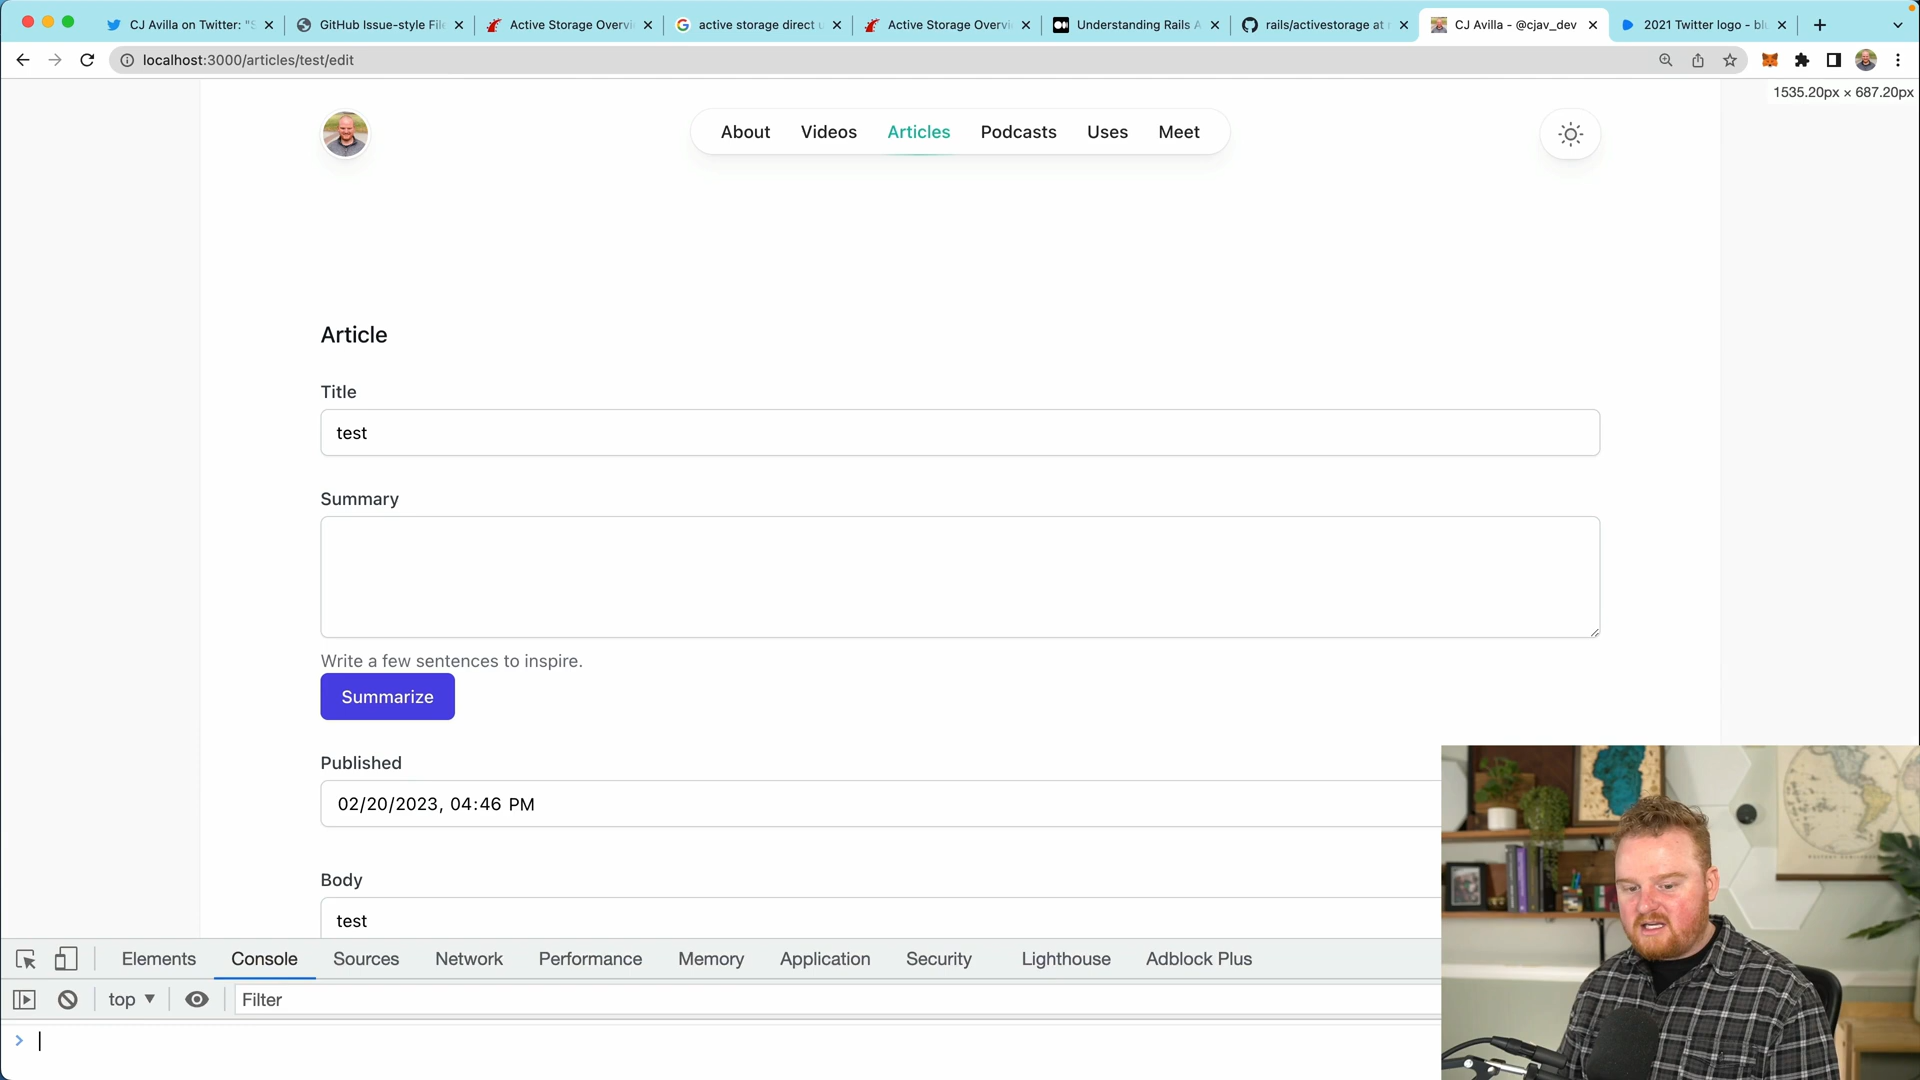 CJ Avilla on Twitter: "S
GitHub Issue-style File
Active Storage Overvi
active storage direct u
Active Storage Overvi
Understanding Rails A
rails/activestorage at
CJ Avilla - @cjav_dev
2021 Twitter logo - blu
localhost:3000/articles/test/edit
1535.20px × 687.20px
About Videos Articles Podcasts Uses Meet
Article
Title
test
Summary
Write a few sentences to inspire.
Summarize
Published
02/20/2023, 04:46 PM
Body
test
Elements Console Sources Network Performance Memory Application Security Lighthouse Adblock Plus
top ▼ Filter